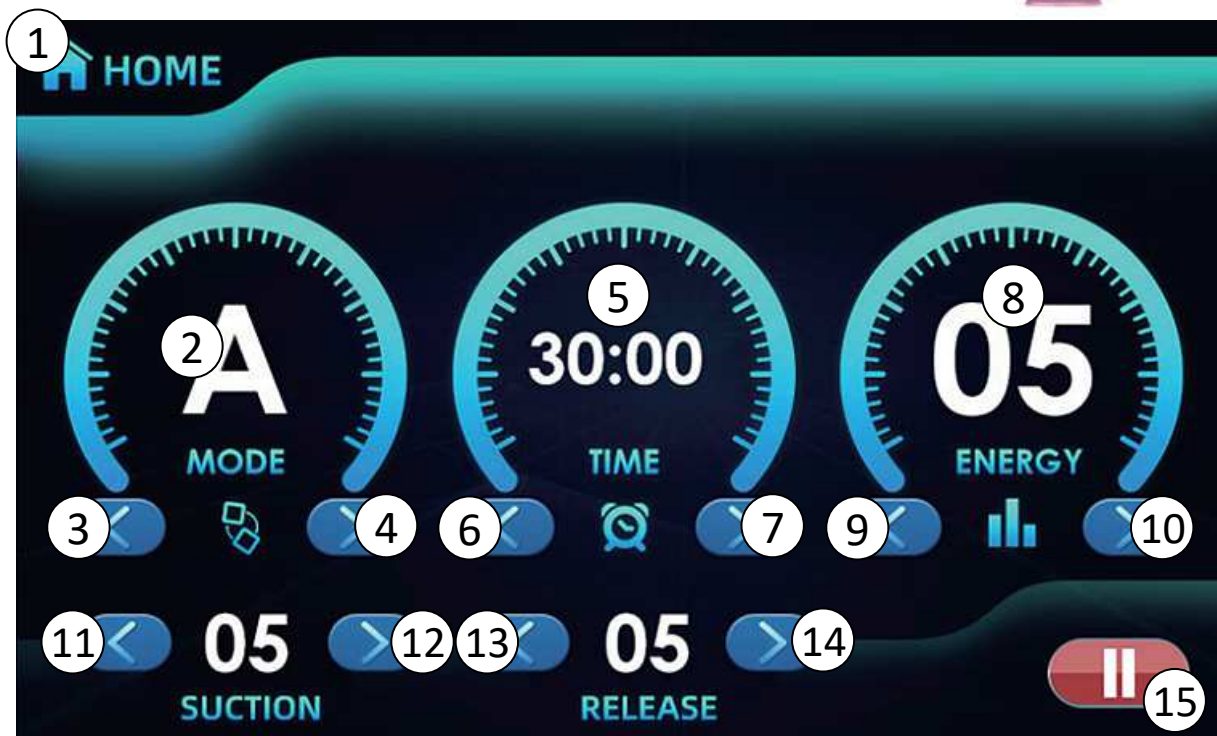 1
HOME
2 A
5
30:00
8
05
MODE
TIME
ENERGY
3 4 6 7 9 10
11 05 12 13 05 14
SUCTION
RELEASE
15